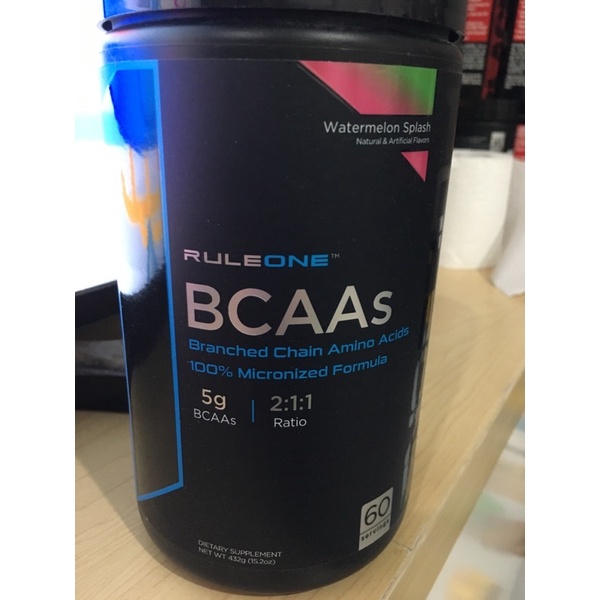 Watermelon Splash
Natural & Artificial Flavors
RULEONE™
BCAAs
Branched Chain Amino Acids
100% Micronized Formula
5g
BCAAs
2:1:1
Ratio
60
servings
DIETARY SUPPLEMENT
NET WT 432g (15.2oz)